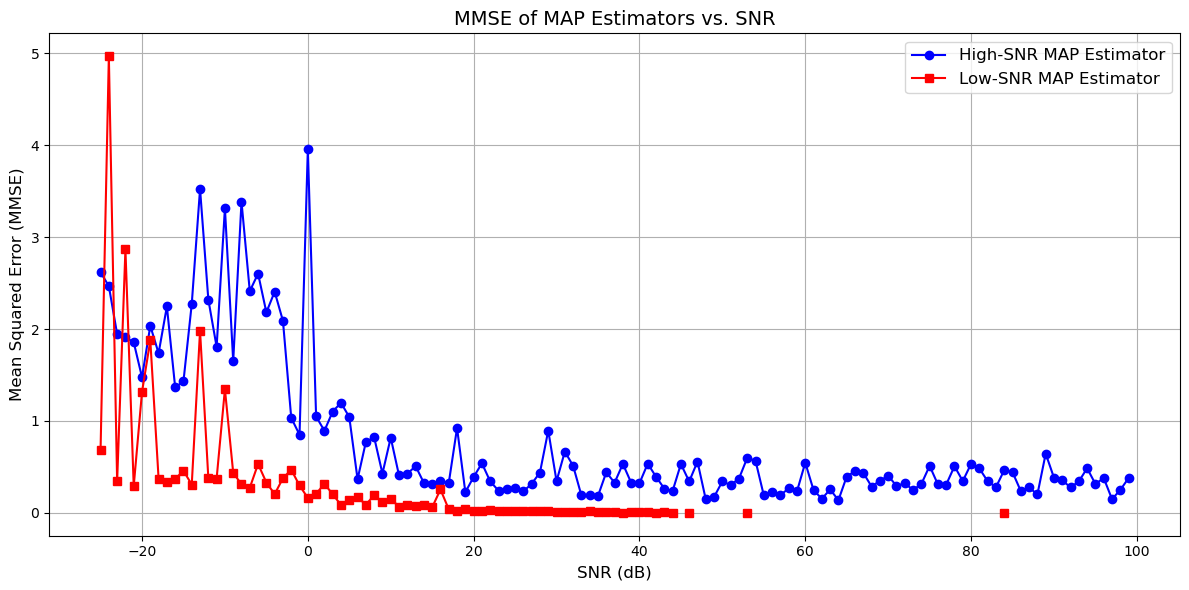 MMSE of MAP Estimators vs. SNR
High-SNR MAP Estimator
Low-SNR MAP Estimator
Mean Squared Error (MMSE)
5
4
3
2
1
0
−20
0
20
40
60
80
100
SNR (dB)